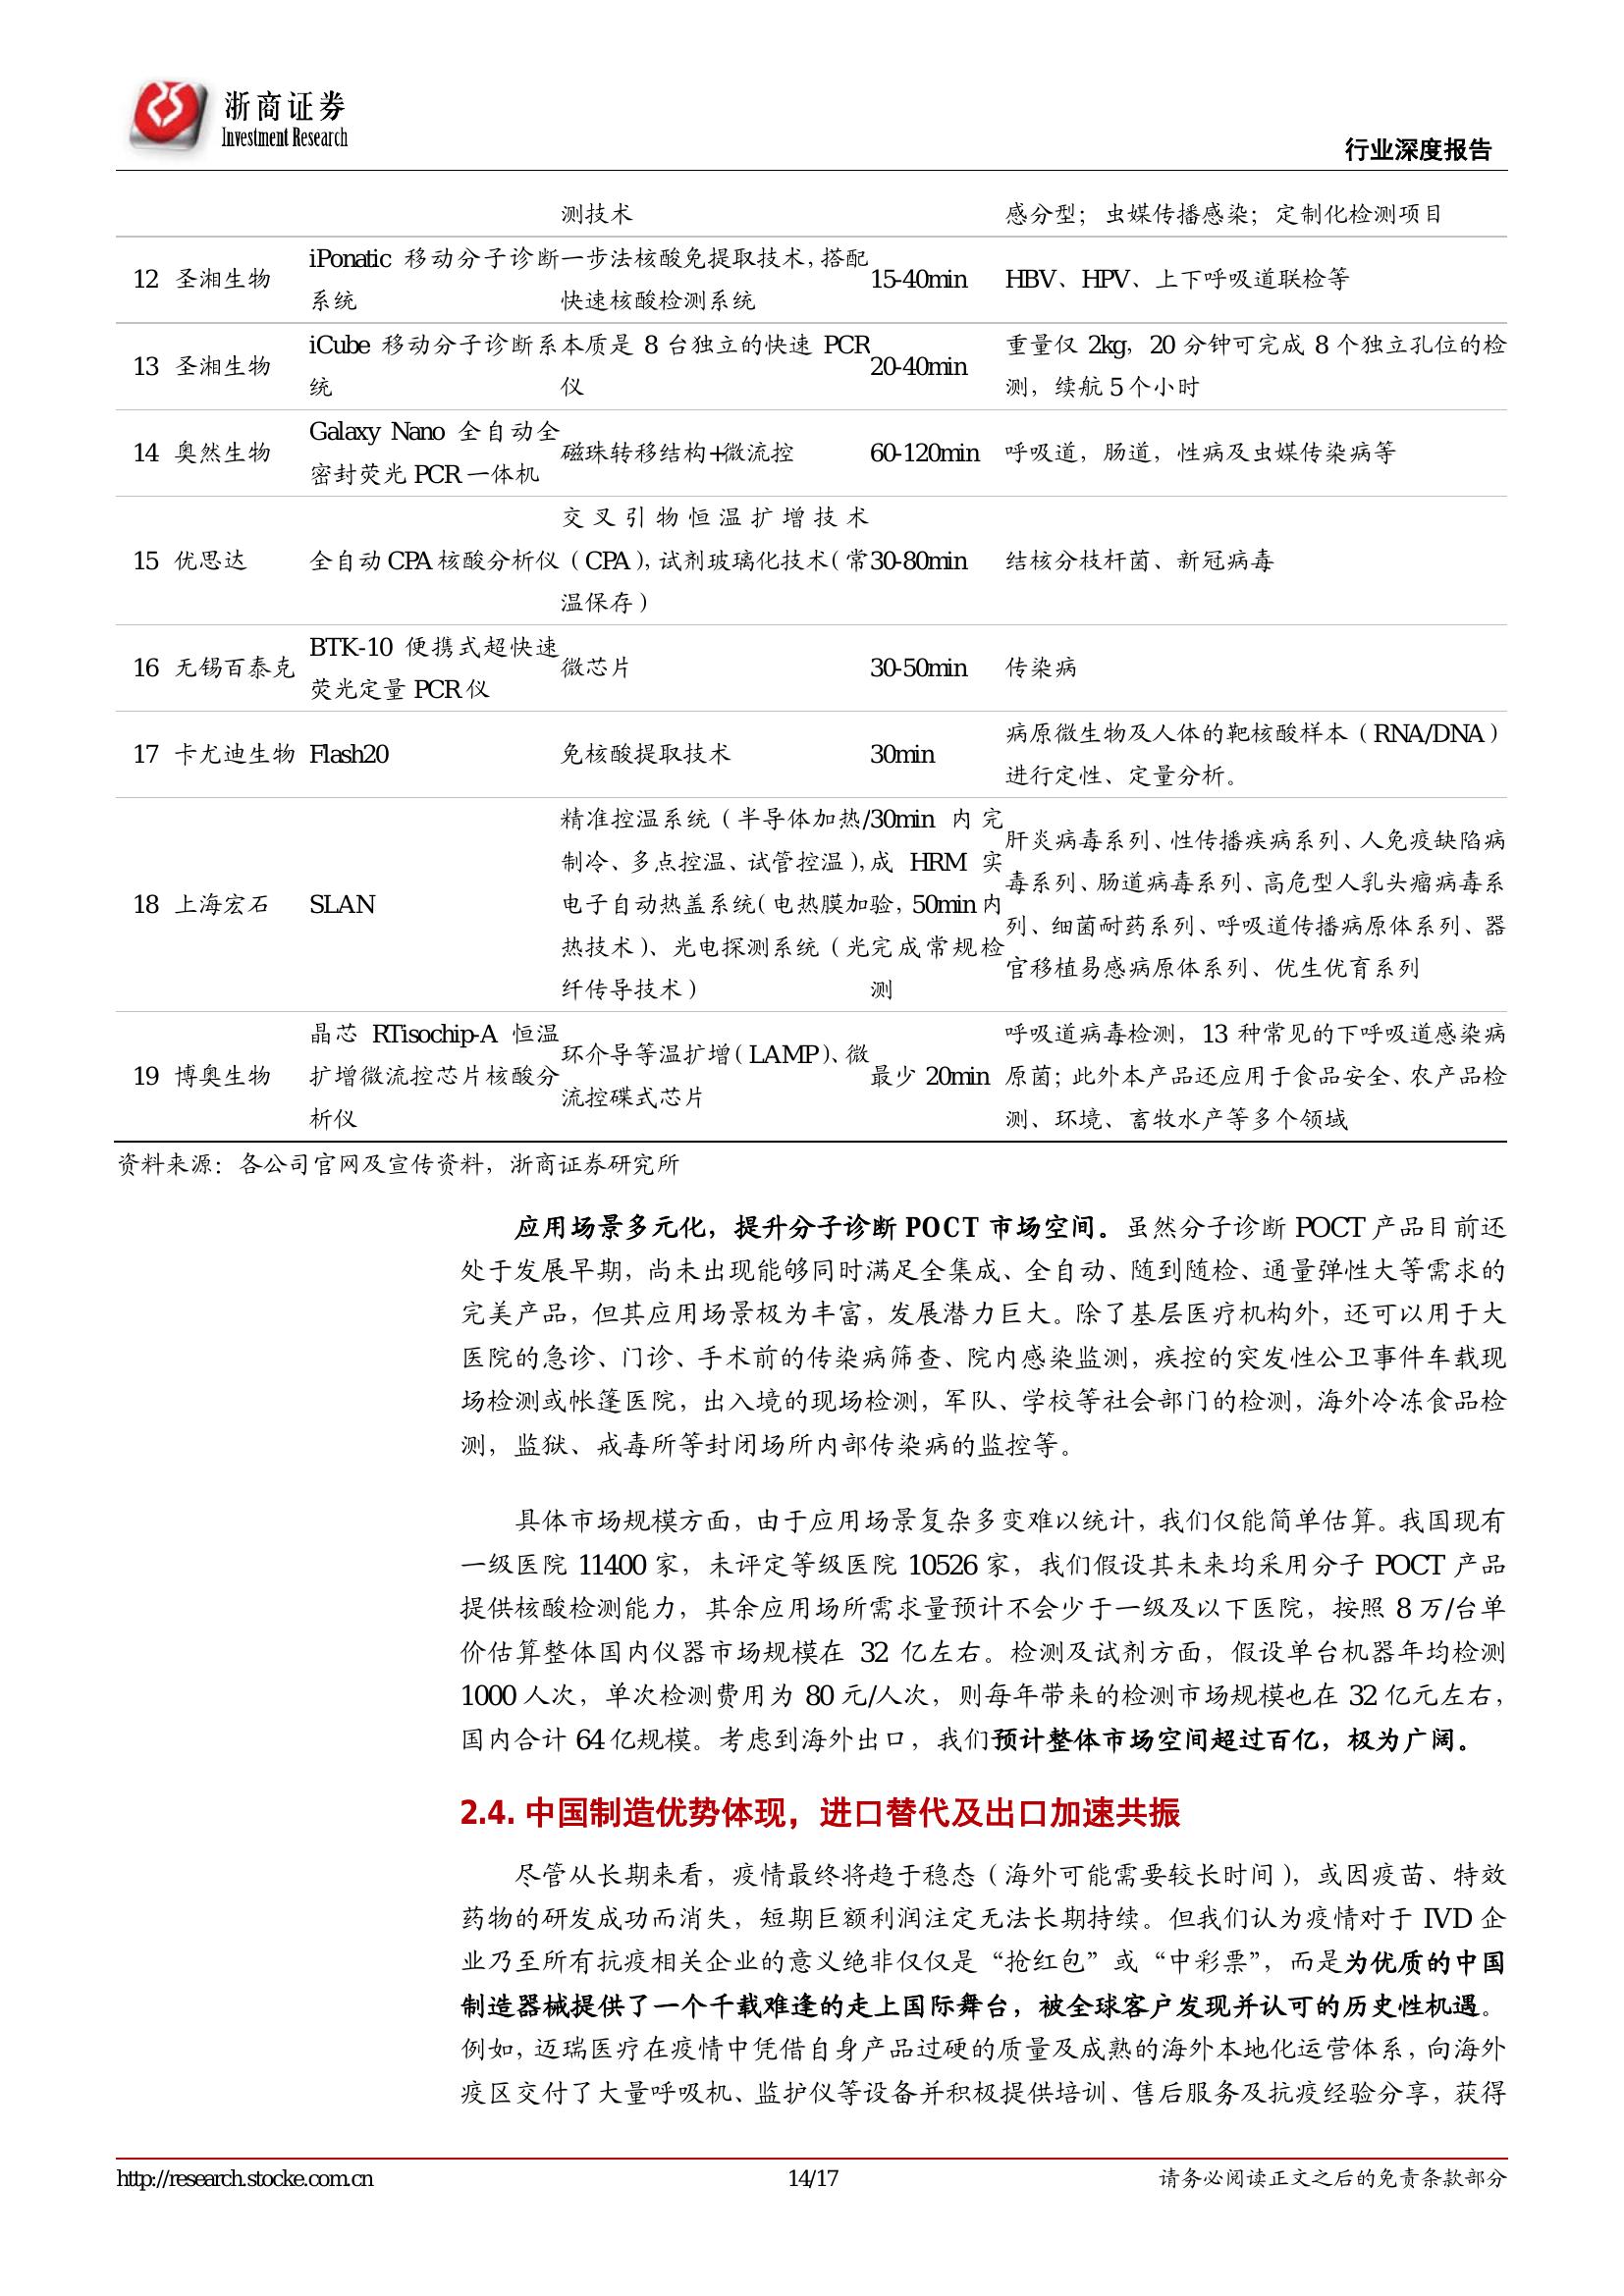 浙商证券
Investment Research
行业深度报告
测技术 感分型；虫媒传播感染；定制化检测项目
12 圣湘生物 iPonatic 移动分子诊断系统 一步法核酸免提取技术，搭配快速核酸检测系统 15-40min HBV、HPV、上下呼吸道联检等
13 圣湘生物 iCube 移动分子诊断系统 本质是 8 台独立的快速 PCR仪 20-40min 重量仅 2kg，20 分钟可完成 8 个独立孔位的检测，续航 5 个小时
14 奥然生物 Galaxy Nano 全自动全密封荧光 PCR 一体机 磁珠转移结构+微流控 60-120min 呼吸道，肠道，性病及虫媒传染病等
15 优思达 全自动 CPA 核酸分析仪 交叉引物恒温扩增技术（CPA），试剂玻璃化技术（常温保存） 30-80min 结核分枝杆菌、新冠病毒
16 无锡百泰克 BTK-10 便携式超快速荧光定量 PCR 仪 微芯片 30-50min 传染病
17 卡尤迪生物 Flash20 免核酸提取技术 30min 病原微生物及人体的靶核酸样本（RNA/DNA）进行定性、定量分析。
18 上海宏石 SLAN 精准控温系统（半导体加热/制冷、多点控温、试管控温），电子自动热盖系统（电热膜加热技术）、光电探测系统（光纤传导技术） 30min 内完成 HRM 实验，50min 内完成常规检测 肝炎病毒系列、性传播疾病系列、人免疫缺陷病毒系列、肠道病毒系列、高危型人乳头瘤病毒系列、细菌耐药系列、呼吸道传播病原体系列、器官移植易感病原体系列、优生优育系列
19 博奥生物 晶芯 RTisochip-A 恒温扩增微流控芯片核酸分析仪 环介导等温扩增（LAMP）、微流控碟式芯片 最少 20min 呼吸道病毒检测，13 种常见的下呼吸道感染病原菌；此外本产品还应用于食品安全、农产品检测、环境、畜牧水产等多个领域
资料来源：各公司官网及宣传资料，浙商证券研究所
应用场景多元化，提升分子诊断 POCT 市场空间。虽然分子诊断 POCT 产品目前还
处于发展早期，尚未出现能够同时满足全集成、全自动、随到随检、通量弹性大等需求的
完美产品，但其应用场景极为丰富，发展潜力巨大。除了基层医疗机构外，还可以用于大
医院的急诊、门诊、手术前的传染病筛查、院内感染监测，疾控的突发性公卫事件车载现
场检测或帐篷医院，出入境的现场检测，军队、学校等社会部门的检测，海外冷冻食品检
测，监狱、戒毒所等封闭场所内部传染病的监控等。
具体市场规模方面，由于应用场景复杂多变难以统计，我们仅能简单估算。我国现有
一级医院 11400 家，未评定等级医院 10526 家，我们假设其未来均采用分子 POCT 产品
提供核酸检测能力，其余应用场所需求量预计不会少于一级及以下医院，按照 8 万/台单
价估算整体国内仪器市场规模在 32 亿左右。检测及试剂方面，假设单台机器年均检测
1000 人次，单次检测费用为 80 元/人次，则每年带来的检测市场规模也在 32 亿元左右，
国内合计 64 亿规模。考虑到海外出口，我们预计整体市场空间超过百亿，极为广阔。
2.4. 中国制造优势体现，进口替代及出口加速共振
尽管从长期来看，疫情最终将趋于稳态（海外可能需要较长时间），或因疫苗、特效
药物的研发成功而消失，短期巨额利润注定无法长期持续。但我们认为疫情对于 IVD 企
业乃至所有抗疫相关企业的意义绝非仅仅是“抢红包”或“中彩票”，而是为优质的中国
制造器械提供了一个千载难逢的走上国际舞台，被全球客户发现并认可的历史性机遇。
例如，迈瑞医疗在疫情中凭借自身产品过硬的质量及成熟的海外本地化运营体系，向海外
疫区交付了大量呼吸机、监护仪等设备并积极提供培训、售后服务及抗疫经验分享，获得
http://research.stocke.com.cn 14/17 请务必阅读正文之后的免责条款部分